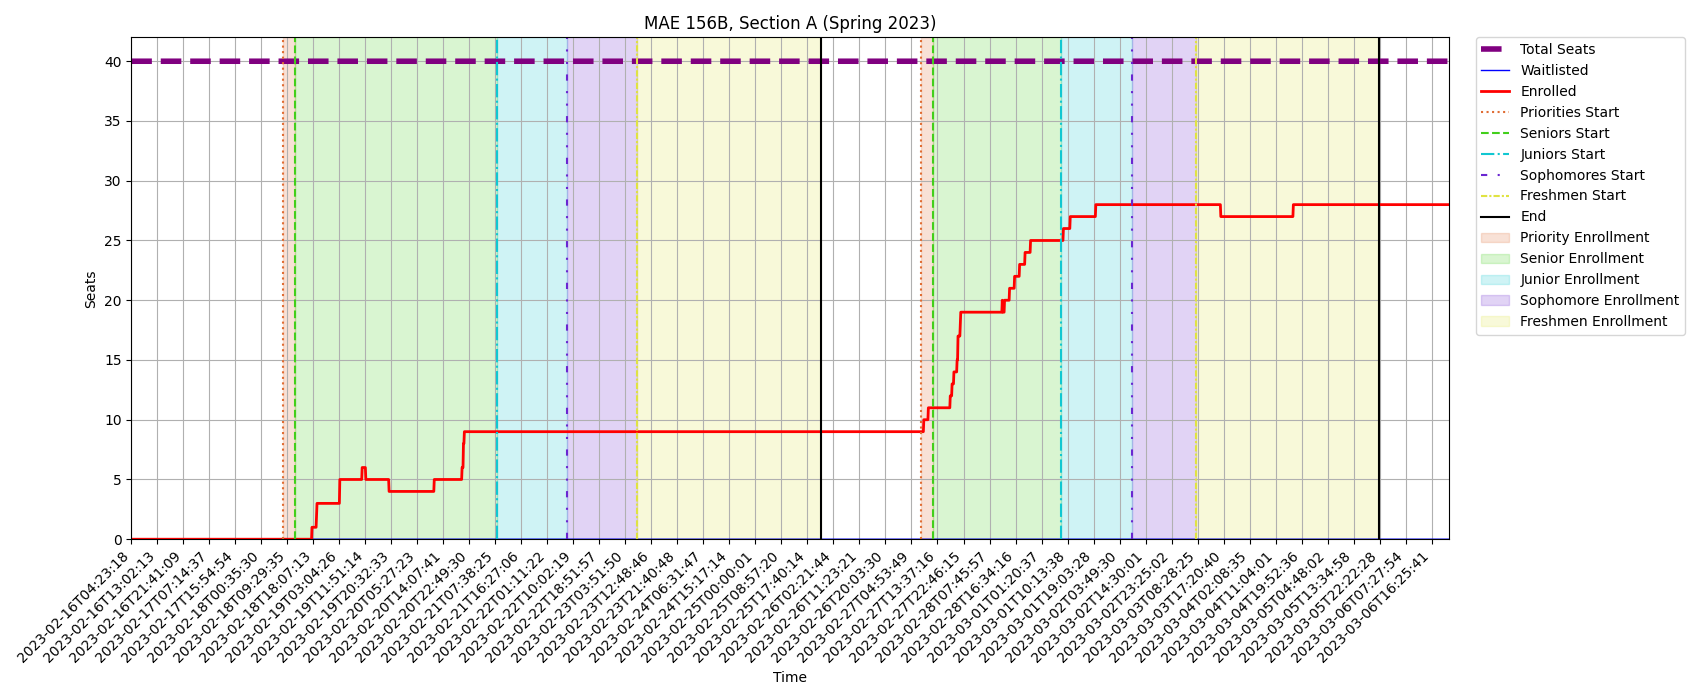 MAE 156B, Section A (Spring 2023)
Seats
40
35
30
25
20
15
10
5
0
2023-02-16T04:23:18
2023-02-16T13:02:13
2023-02-16T21:41:09
2023-02-17T07:14:37
2023-02-17T15:54:54
2023-02-18T00:35:30
2023-02-18T09:29:35
2023-02-18T18:07:13
2023-02-19T03:04:26
2023-02-19T11:51:14
2023-02-19T20:32:33
2023-02-20T05:27:23
2023-02-20T14:07:41
2023-02-20T22:49:30
2023-02-21T07:38:25
2023-02-21T16:27:06
2023-02-22T01:11:22
2023-02-22T10:02:19
2023-02-22T18:51:57
2023-02-23T03:51:50
2023-02-23T12:48:46
2023-02-23T21:40:48
2023-02-24T06:31:47
2023-02-24T15:17:14
2023-02-25T00:00:01
2023-02-25T08:57:20
2023-02-25T17:40:14
2023-02-26T02:21:44
2023-02-26T11:23:21
2023-02-26T20:03:30
2023-02-27T04:53:49
2023-02-27T13:37:16
2023-02-27T22:46:15
2023-02-28T07:45:57
2023-02-28T16:34:16
2023-03-01T01:20:37
2023-03-01T10:13:38
2023-03-01T19:03:28
2023-03-02T03:49:30
2023-03-02T14:30:01
2023-03-02T23:25:02
2023-03-03T08:28:25
2023-03-03T17:20:40
2023-03-04T02:08:35
2023-03-04T11:04:01
2023-03-04T19:52:36
2023-03-05T04:48:02
2023-03-05T13:34:58
2023-03-05T22:22:28
2023-03-06T07:27:54
2023-03-06T16:25:41
Time
Total Seats
Waitlisted
Enrolled
Priorities Start
Seniors Start
Juniors Start
Sophomores Start
Freshmen Start
End
Priority Enrollment
Senior Enrollment
Junior Enrollment
Sophomore Enrollment
Freshmen Enrollment